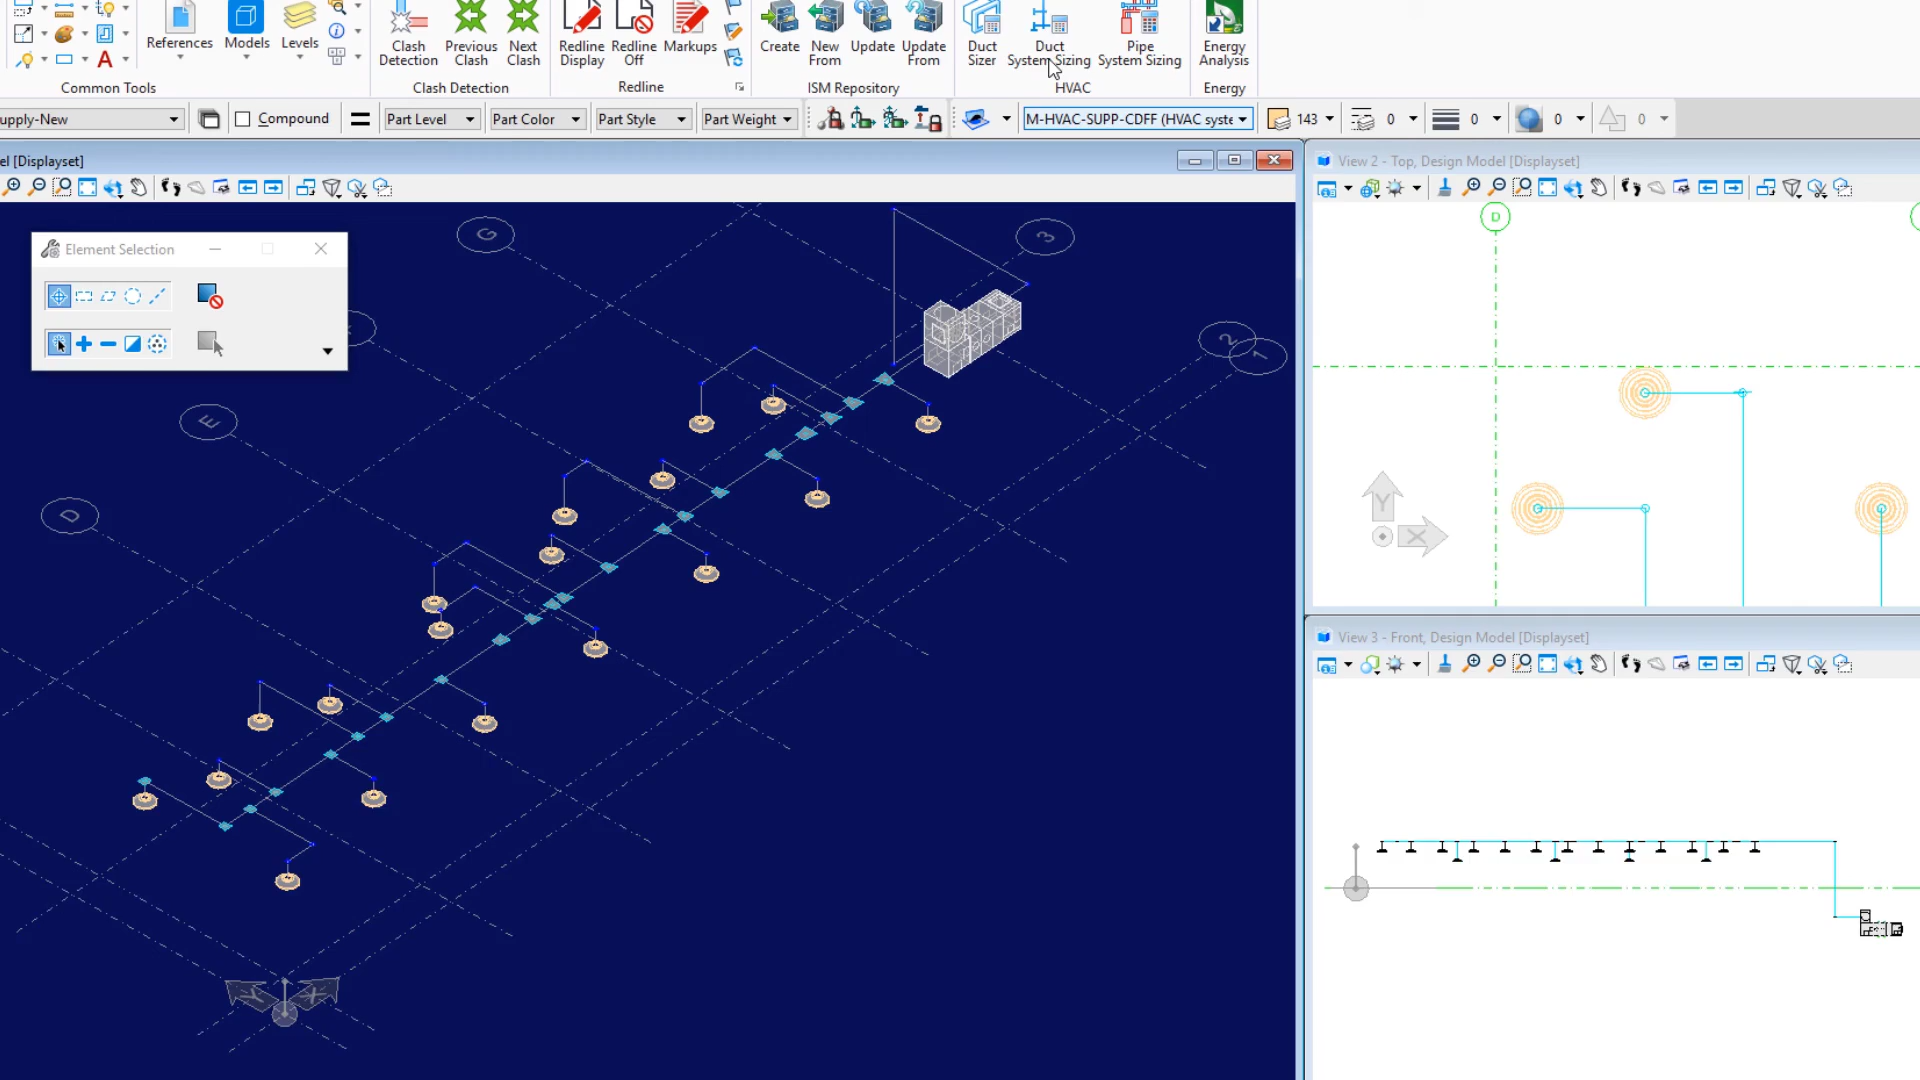 References
Models
Levels
Clash
Detection
Previous
Clash
Next
Clash
Redline
Display
Redline
Off
Markups
Create
New
From
Update
Update
From
Duct
Sizer
Duct
System Sizing
Pipe
System Sizing
Energy
Analysis
Common Tools
Clash Detection
Redline
ISM Repository
HVAC
Energy
upply-New
Compound
Part Level
Part Color
Part Style
Part Weight
M-HVAC-SUPP-CDFF (HVAC syste
143
0
0
0
0
el [Displayset]
View 2 - Top, Design Model [Displayset]
Element Selection
G
3
2
1
E
D
D
Y
X
Y
X
View 3 - Front, Design Model [Displayset]